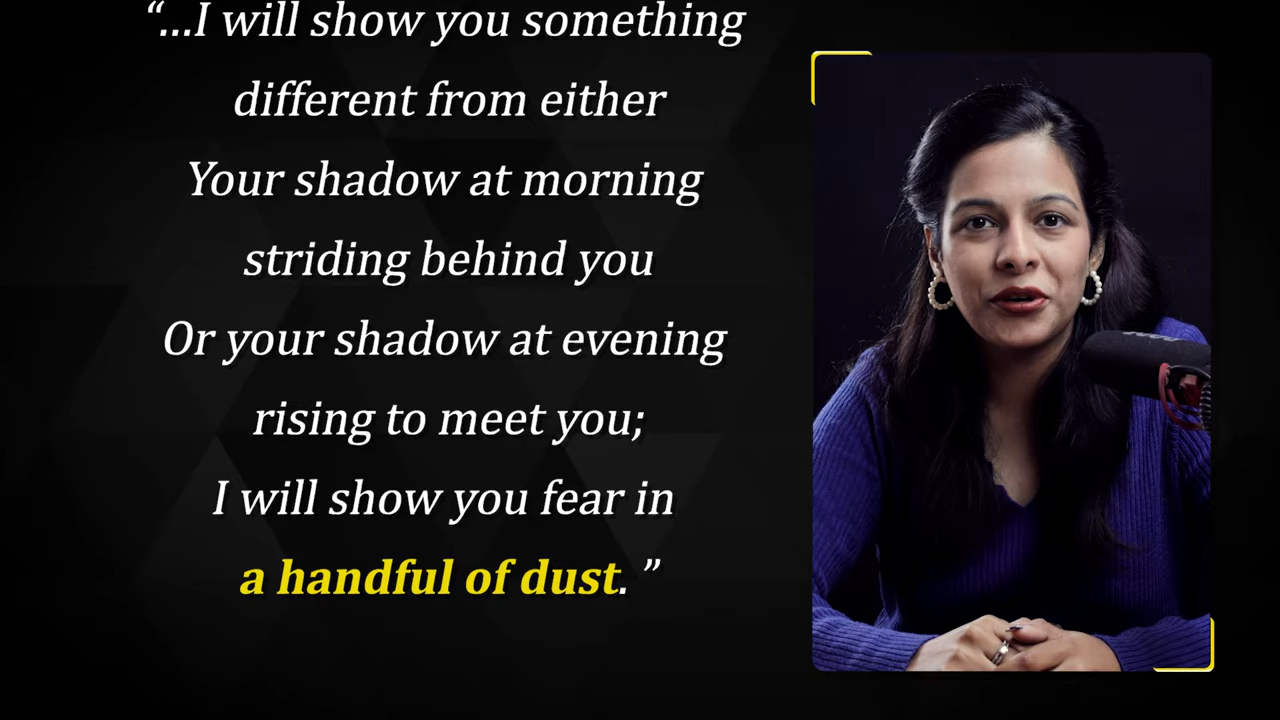 “...I will show you something
different from either
Your shadow at morning
striding behind you
Or your shadow at evening
rising to meet you;
I will show you fear in
a handful of dust. ”